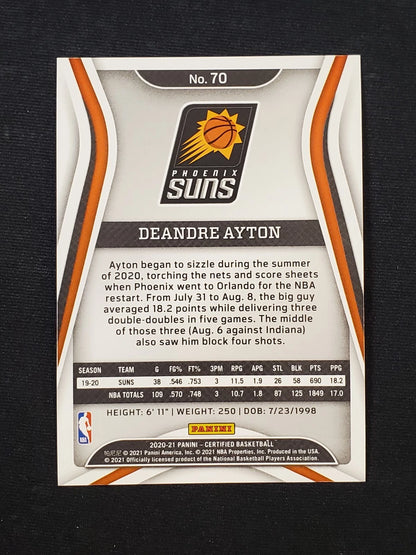 No. 70
PHOENIX
SUNS
DEANDRE AYTON
Ayton began to sizzle during the summer
of 2020, torching the nets and score sheets
when Phoenix went to Orlando for the NBA
restart. From July 31 to Aug. 8, the big guy
averaged 18.2 points while delivering three
double-doubles in five games. The middle
of those three (Aug. 6 against Indiana)
also saw him block four shots.
SEASON TEAM G FG% FT% 3PM RPG APG STL BLK PTS PPG
19-20 SUNS 38 .546 .753 3 11.5 1.9 26 58 690 18.2
NBA TOTALS 109 .570 .748 3 10.7 1.8 87 125 1849 17.0
HEIGHT: 6' 11" | WEIGHT: 250 | DOB: 7/23/1998
NBA
PANINI
2020-21 PANINI - CERTIFIED BASKETBALL
© 2021 Panini America, Inc. © 2021 NBA Properties, Inc. Produced in the USA.
© 2021 Officially licensed product of the National Basketball Players Association.